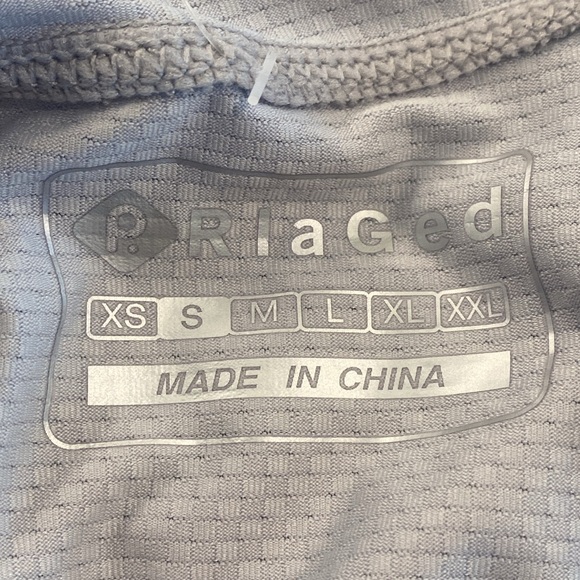 R RlaGed
XS S M L XL XXL
MADE IN CHINA